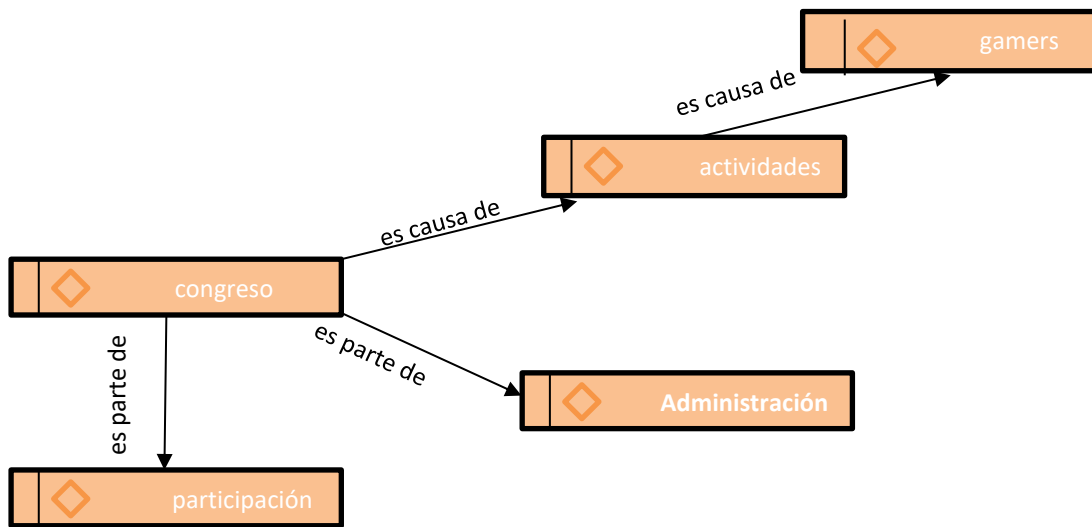 gamers
es causa de
actividades
es causa de
congreso
es parte de
es parte de
Administración
participación